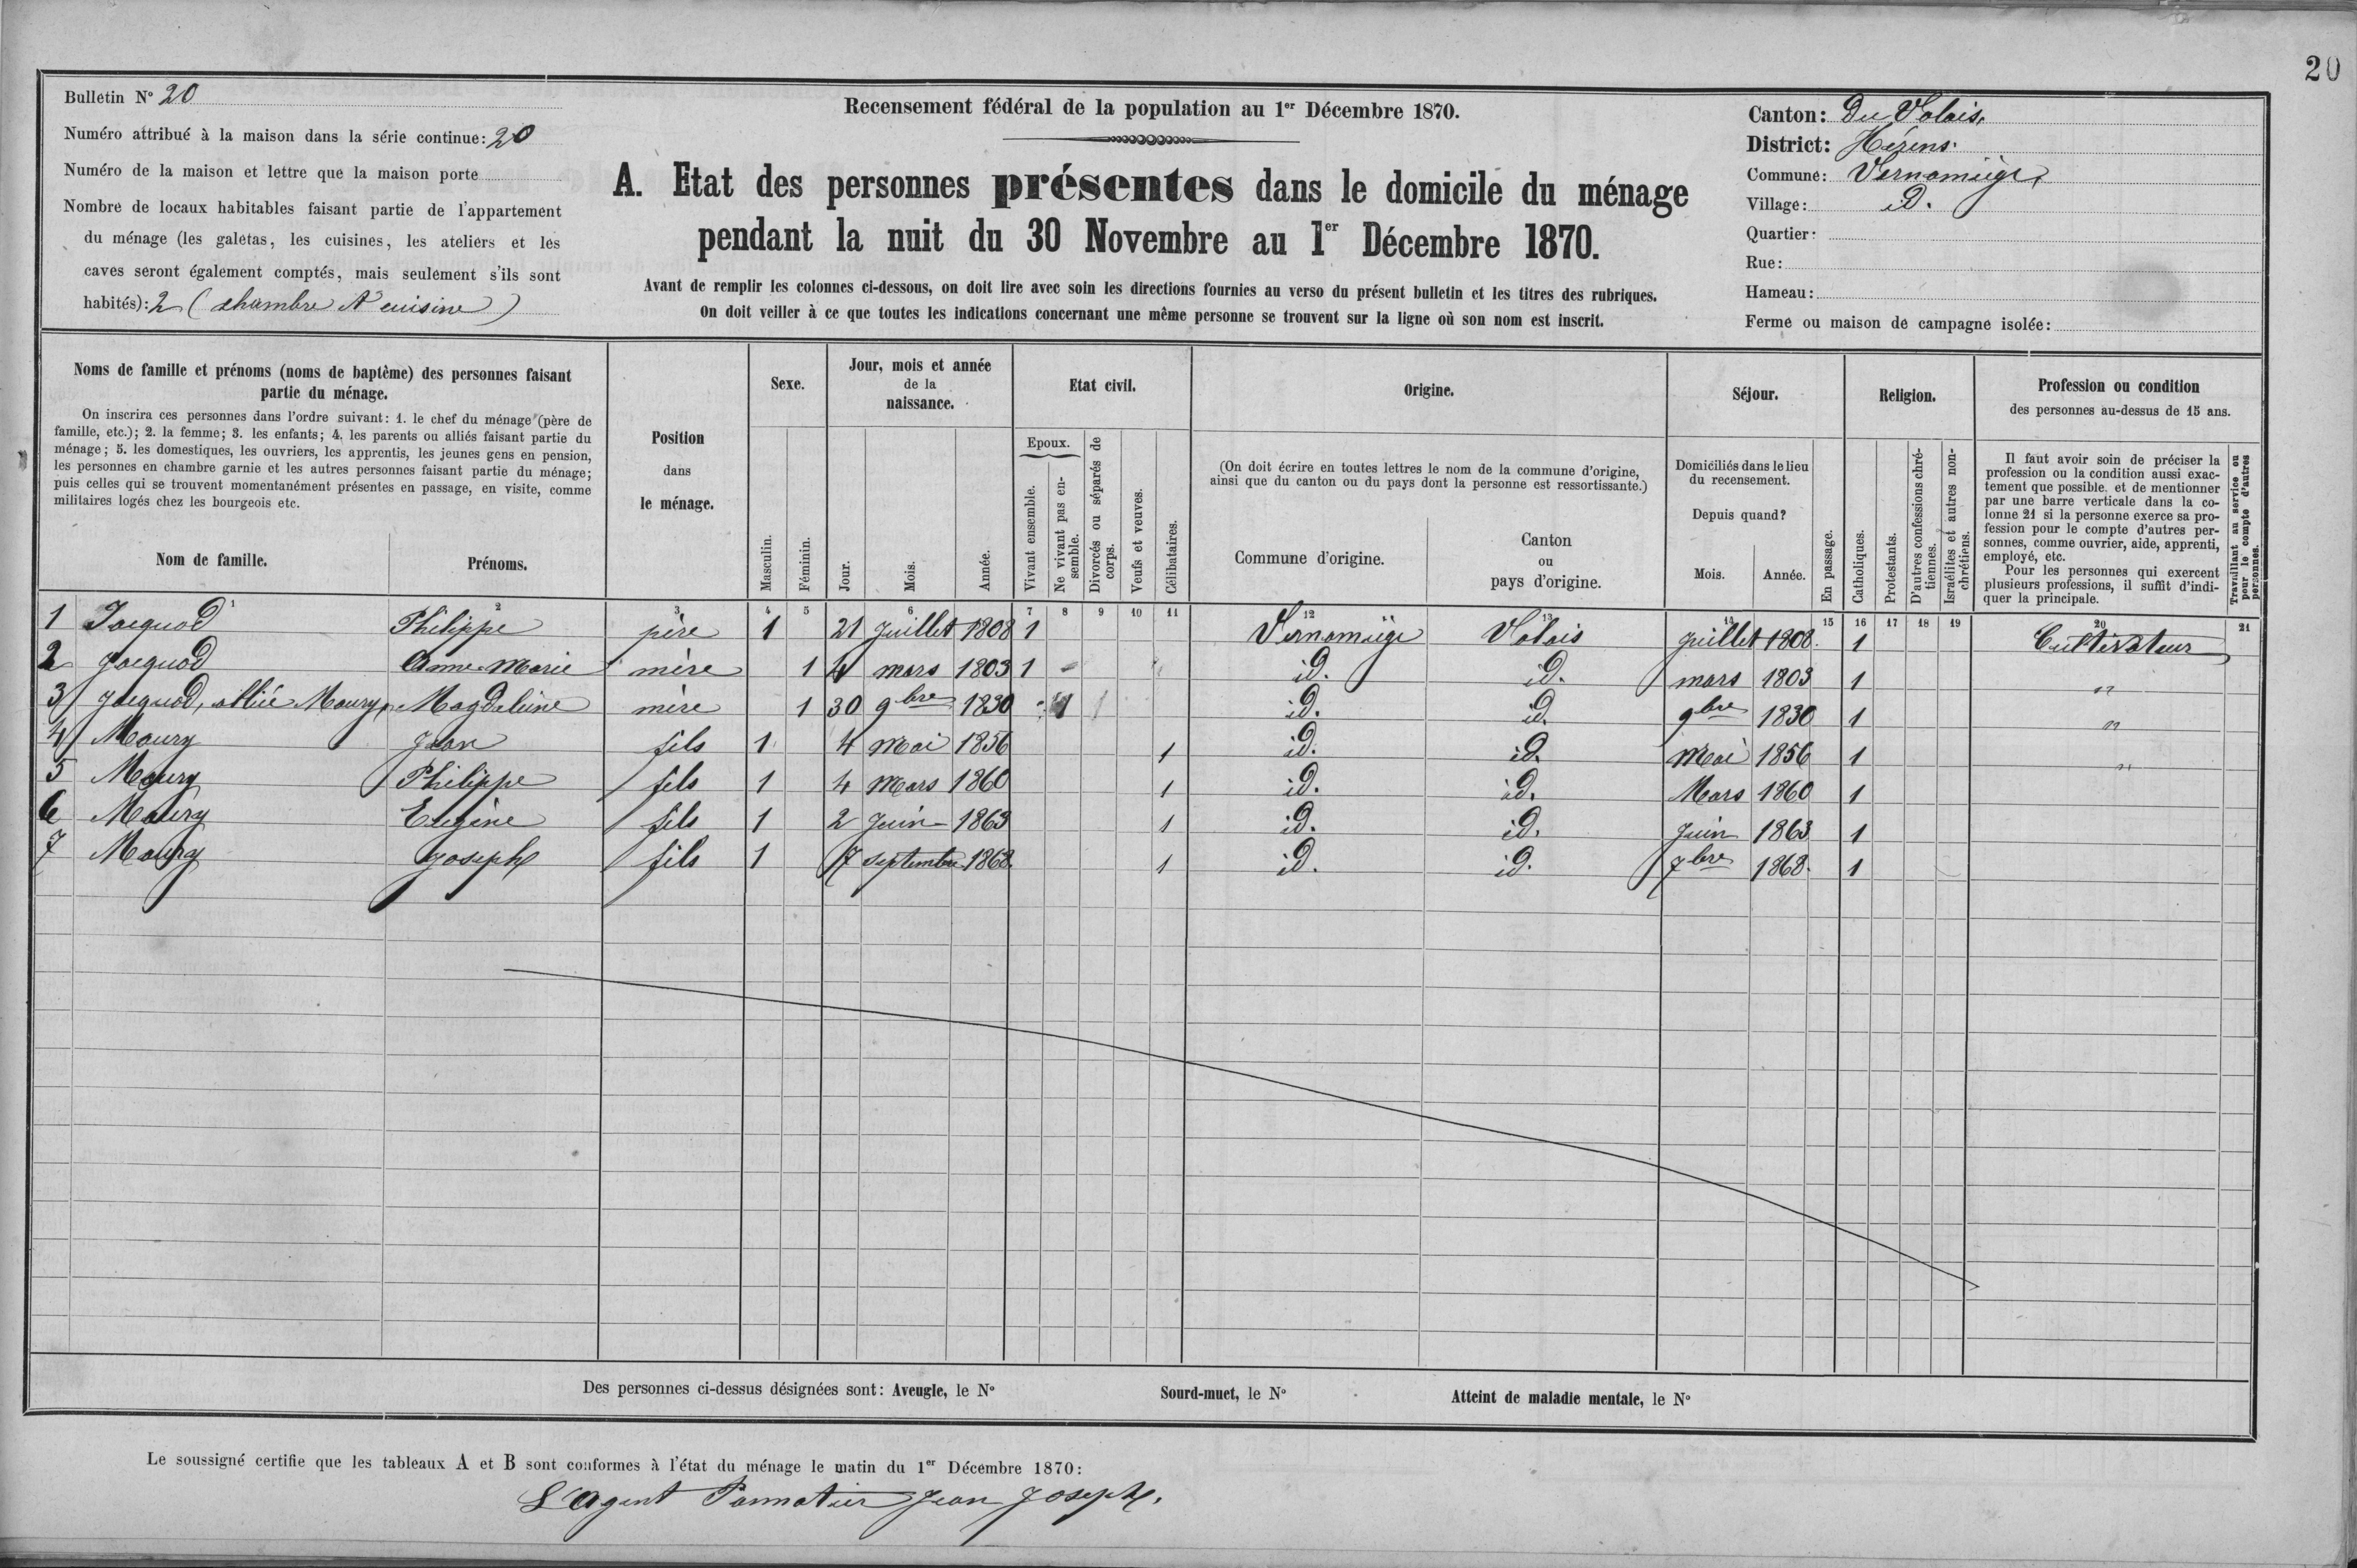 20
Bulletin N° 20
Numéro attribué à la maison dans la série continue: 20
Numéro de la maison et lettre que la maison porte
Nombre de locaux habitables faisant partie de l'appartement
du ménage (les galetas, les cuisines, les ateliers et les
caves seront également comptés, mais seulement s'ils sont
habités): 2 (chambre & cuisine)
Recensement fédéral de la population au 1er Décembre 1870.
A. Etat des personnes présentes dans le domicile du ménage
pendant la nuit du 30 Novembre au 1er Décembre 1870.
Avant de remplir les colonnes ci-dessous, on doit lire avec soin les directions fournies au verso du présent bulletin et les titres des rubriques.
On doit veiller à ce que toutes les indications concernant une même personne se trouvent sur la ligne où son nom est inscrit.
Canton: Du Valais,
District: Hérens.
Commune: Vernamiège,
Village: id.
Quartier:
Rue:
Hameau:
Ferme ou maison de campagne isolée:
Noms de famille et prénoms (noms de baptême) des personnes faisant
partie du ménage.
On inscrira ces personnes dans l'ordre suivant: 1. le chef du ménage (père de
famille, etc.); 2. la femme; 3. les enfants; 4. les parents ou alliés faisant partie du
ménage; 5. les domestiques, les ouvriers, les apprentis, les jeunes gens en pension,
les personnes en chambre garnie et les autres personnes faisant partie du ménage;
puis celles qui se trouvent momentanément présentes en passage, en visite, comme
militaires logés chez les bourgeois etc.
Nom de famille.
Prénoms.
Position
dans
le ménage.
Sexe.
Masculin.
Féminin.
Jour, mois et année
de la
naissance.
Jour.
Mois.
Année.
Etat civil.
Epoux.
Vivant ensemble.
Ne vivant pas en-
semble.
Divorcés ou séparés de
corps.
Veufs et veuves.
Célibataires.
Origine.
(On doit écrire en toutes lettres le nom de la commune d'origine,
ainsi que du canton ou du pays dont la personne est ressortissante.)
Commune d'origine.
Canton
ou
pays d'origine.
Séjour.
Domiciliés dans le lieu
du recensement.
Depuis quand?
Mois.
Année.
En passage.
Religion.
Catholiques.
Protestants.
D'autres confessions chré-
tiennes.
Israélites et autres non-
chrétiens.
Profession ou condition
des personnes au-dessus de 15 ans.
Il faut avoir soin de préciser la
profession ou la condition aussi exac-
tement que possible, et de mentionner
par une barre verticale dans la co-
lonne 21 si la personne exerce sa pro-
fession pour le compte d'autres per-
sonnes, comme ouvrier, aide, apprenti,
employé, etc.
Pour les personnes qui exercent
plusieurs professions, il suffit d'indi-
quer la principale.
Travaillant au service ou
pour le compte d'autres
personnes.
1 2 3 4 5 6 7 8 9 10 11 12 13 14 15 16 17 18 19 20 21
1 Jacquod Philippe père 1 21 Juillet 1808 1 Vernamiège Valais Juillet 1808. 1 Cultivateur
2 Jacquod Anne-Marie mère 1 4 mars 1803 1 id. id. mars 1803 1 "
3 Jacquod, alliée Maury, Magdeleine mère 1 30 9bre 1830 1 id. id. 9bre 1830 1 "
4 Maury Jean fils 1 4 Mai 1856 1 id. id. Mai 1856 1 "
5 Maury Philippe fils 1 4 Mars 1860 1 id. id. Mars 1860 1
6 Maury Eugène fils 1 2 Juin 1863 1 id. id. Juin 1863 1
7 Maury Joseph fils 1 17 septembre 1868. 1 id. id. 7bre 1868. 1
Des personnes ci-dessus désignées sont: Aveugle, le N° Sourd-muet, le N° Atteint de maladie mentale, le N°
Le soussigné certifie que les tableaux A et B sont conformes à l'état du ménage le matin du 1er Décembre 1870:
L'Agent Pannatier Jean Joseph.